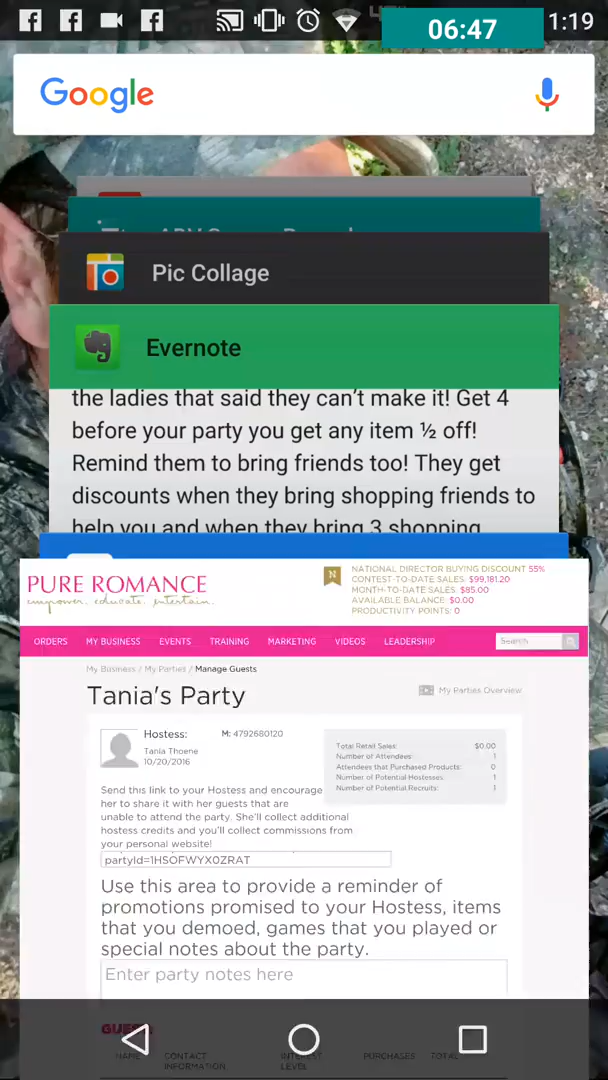 06:47
1:19
Google
Pic Collage
Evernote
the ladies that said they can't make it! Get 4
before your party you get any item ½ off!
Remind them to bring friends too! They get
discounts when they bring shopping friends to
help you and when they bring 3 shopping
PURE ROMANCE
empower. educate. entertain.
N
NATIONAL DIRECTOR BUYING DISCOUNT 55%
CONTEST-TO-DATE SALES: $99,181.20
MONTH-TO-DATE SALES: $85.00
AVAILABLE BALANCE: $0.00
PRODUCTIVITY POINTS: 0
ORDERS MY BUSINESS EVENTS TRAINING MARKETING VIDEOS LEADERSHIP Search
My Business / My Parties / Manage Guests
Tania's Party
My Parties Overview
Hostess: M: 4792680120
Tania Thoene
10/20/2016
Total Retail Sales: $0.00
Number of Attendees: 1
Attendees that Purchased Products: 0
Number of Potential Hostesses: 1
Number of Potential Recruits: 1
Send this link to your Hostess and encourage
her to share it with her guests that are
unable to attend the party. She'll collect additional
hostess credits and you'll collect commissions from
your personal website!
partyId=1HSOFWYX0ZRAT
Use this area to provide a reminder of
promotions promised to your Hostess, items
that you demoed, games that you played or
special notes about the party.
Enter party notes here
NAME CONTACT INFORMATION INTEREST LEVEL PURCHASES TOTAL